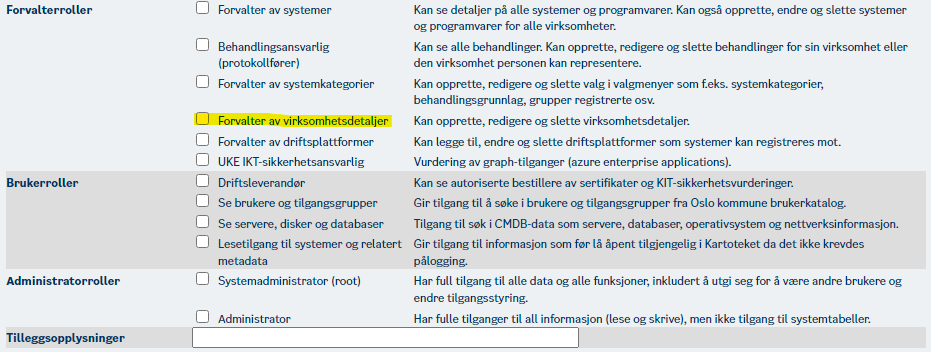 Forvalterroller
Forvalter av systemer
Kan se detaljer på alle systemer og programvarer. Kan også opprette, endre og slette systemer
og programvarer for alle virksomheter.
Behandlingsansvarlig
(protokollfører)
Kan se alle behandlinger. Kan opprette, redigere og slette behandlinger for sin virksomhet eller
den virksomhet personen kan representere.
Forvalter av systemkategorier
Kan opprette, redigere og slette valg i valgmenyer som f.eks. systemkategorier,
behandlingsgrunnlag, grupper registrerte osv.
Forvalter av virksomhetsdetaljer
Kan opprette, redigere og slette virksomhetsdetaljer.
Forvalter av driftsplattformer
Kan legge til, endre og slette driftsplattformer som systemer kan registreres mot.
UKE IKT-sikkerhetsansvarlig
Vurdering av graph-tilganger (azure enterprise applications).
Brukerroller
Driftsleverandør
Kan se autoriserte bestillere av sertifikater og KIT-sikkerhetsvurderinger.
Se brukere og tilgangsgrupper
Gir tilgang til å søke i brukere og tilgangsgrupper fra Oslo kommune brukerkatalog.
Se servere, disker og databaser
Tilgang til søk i CMDB-data som servere, databaser, operativsystem og nettverksinformasjon.
Lesetilgang til systemer og relatert
metadata
Gir tilgang til informasjon som før lå åpent tilgjengelig i Kartoteket da det ikke krevdes
pålogging.
Administratorroller
Systemadministrator (root)
Har full tilgang til alle data og alle funksjoner, inkludert å utgi seg for å være andre brukere og
endre tilgangsstyring.
Administrator
Har fulle tilganger til all informasjon (lese og skrive), men ikke tilgang til systemtabeller.
Tilleggsopplysninger